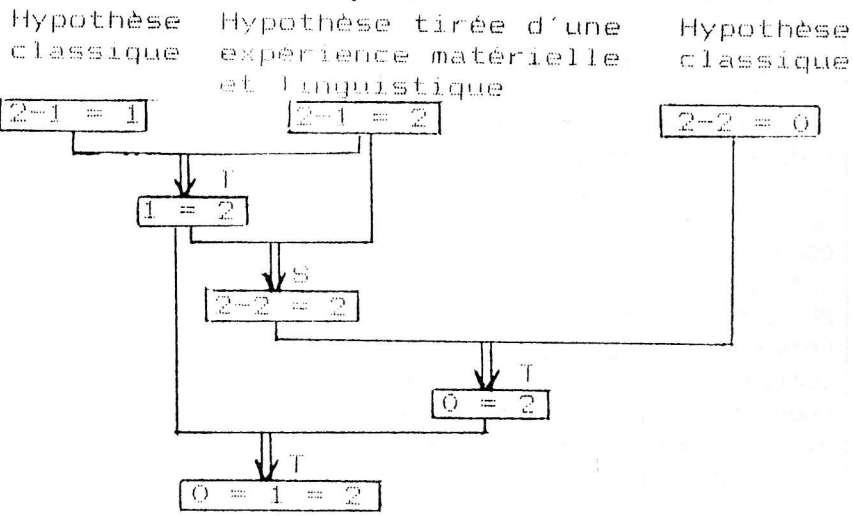 Hypothèse
classique
Hypothèse tirée d'une
expérience matérielle
et linguistique
Hypothèse
classique
2-1 = 1
2-1 = 2
2-2 = 0
T
1 = 2
S
2-2 = 2
T
0 = 2
T
0 = 1 = 2